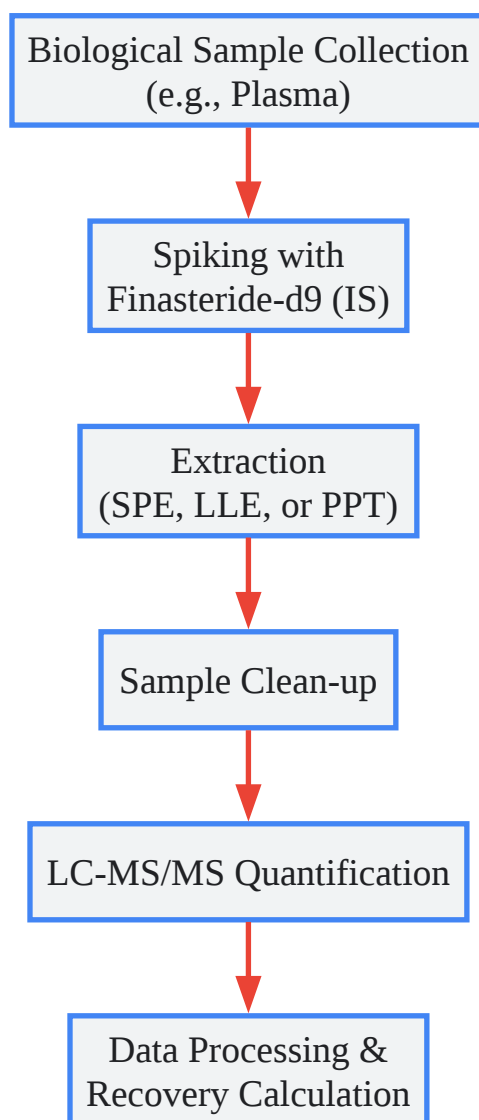 Biological Sample Collection
(e.g., Plasma)
Spiking with
Finasteride-d9 (IS)
Extraction
(SPE, LLE, or PPT)
Sample Clean-up
LC-MS/MS Quantification
Data Processing &
Recovery Calculation